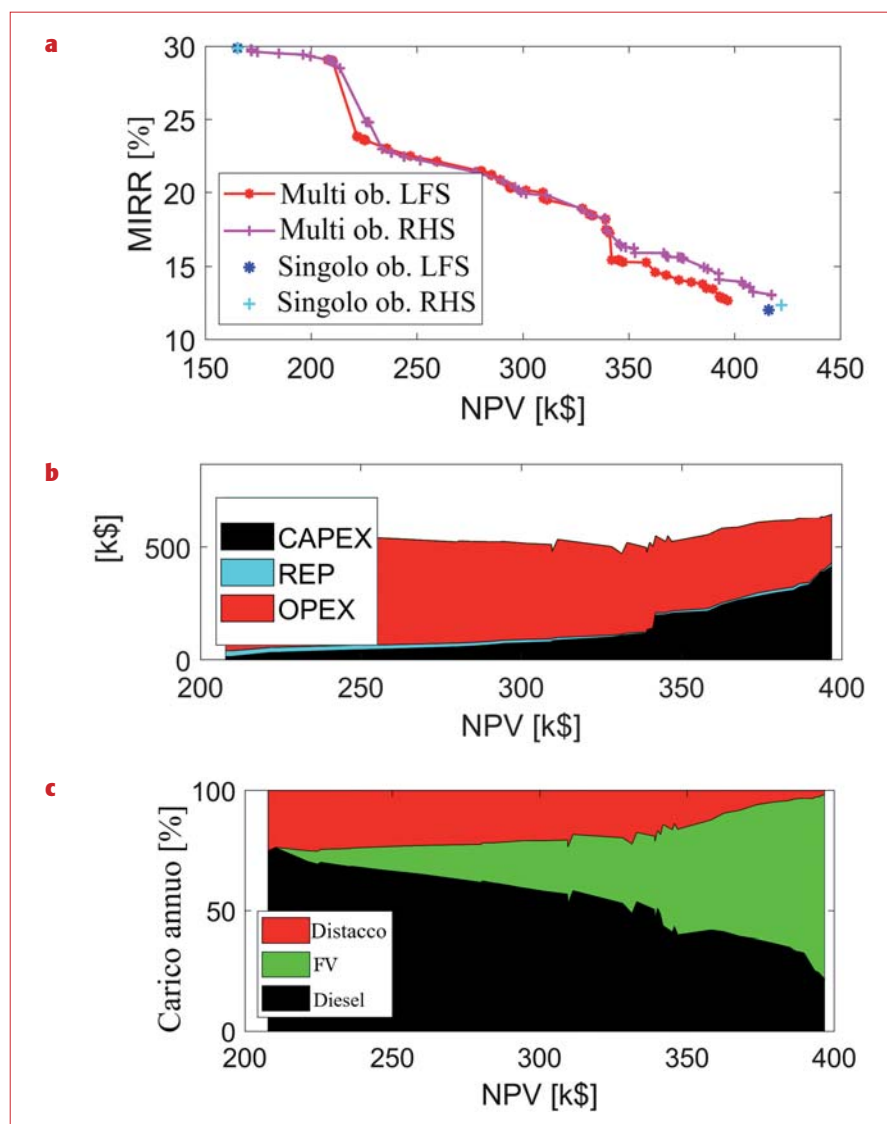 a
30
25
20
15
10
MIRR [%]
Multi ob. LFS
Multi ob. RHS
Singolo ob. LFS
Singolo ob. RHS
150 200 250 300 350 400 450
NPV [k$]
b
[k$]
500
0
CAPEX
REP
OPEX
200 250 300 350 400
NPV [k$]
c
Carico annuo [%]
100
50
0
Distacco
FV
Diesel
200 250 300 350 400
NPV [k$]